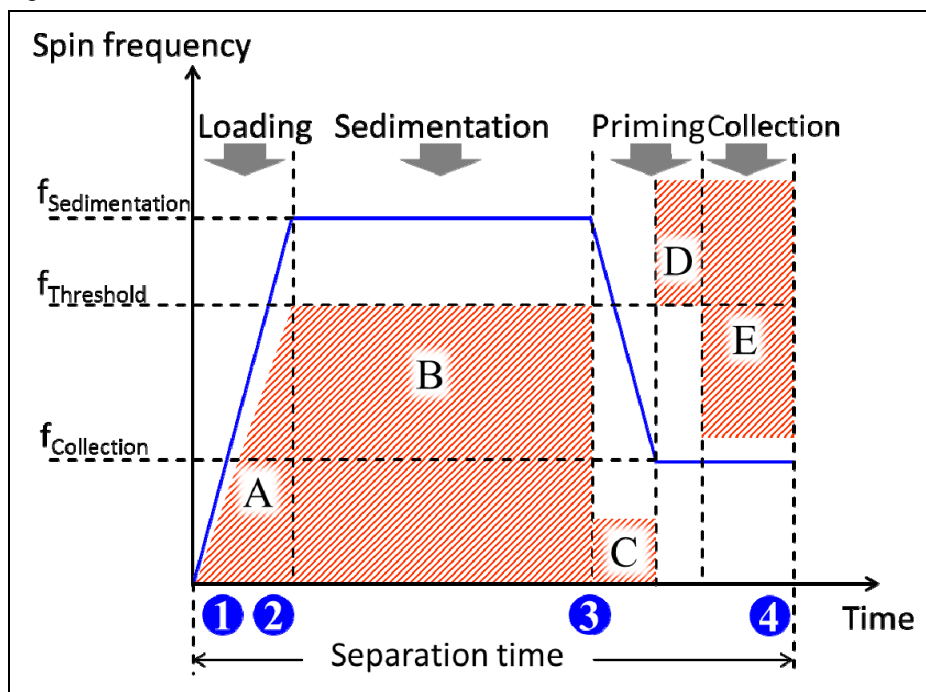 Spin frequency
Loading Sedimentation Priming Collection
fSedimentation
fThreshold
fCollection
A
B
C
D
E
1 2 3 4 Time
Separation time